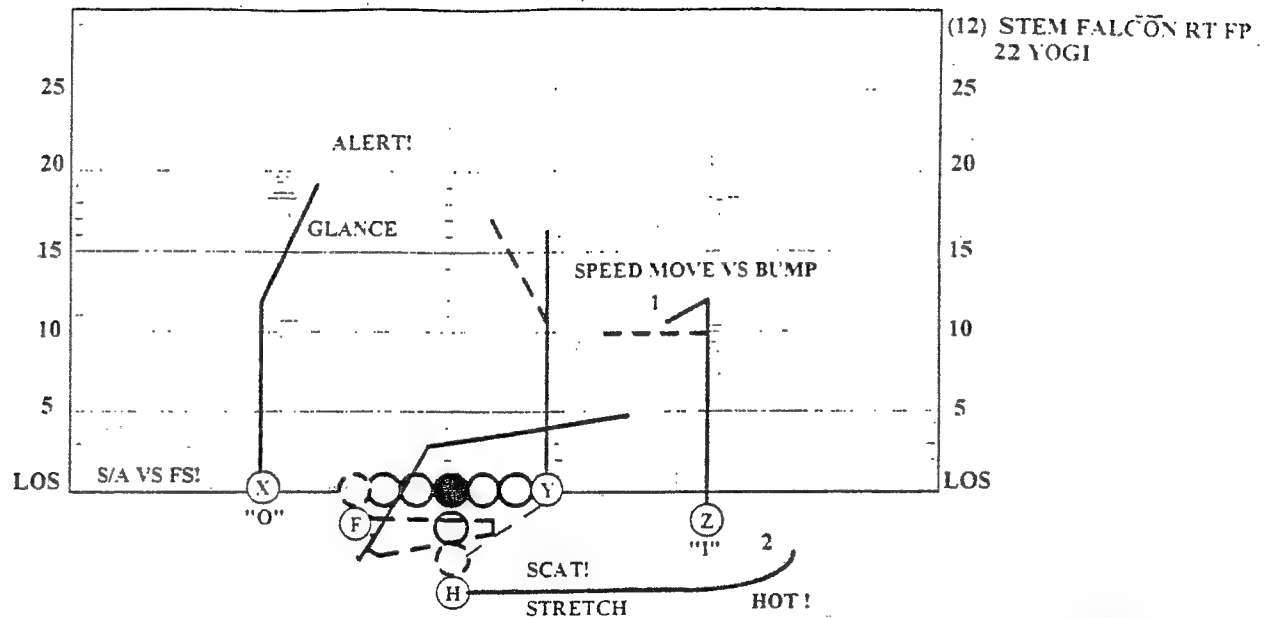 (12) STEM FALCON RT FP
22 YOGI
25
25
ALERT!
20
20
GLANCE
15
15
SPEED MOVE VS BUMP
1
10
10
5
5
LOS
S/A VS FS!
X
Y
LOS
"O"
F
Z
"I"
2
SCAT!
H
STRETCH
HOT !